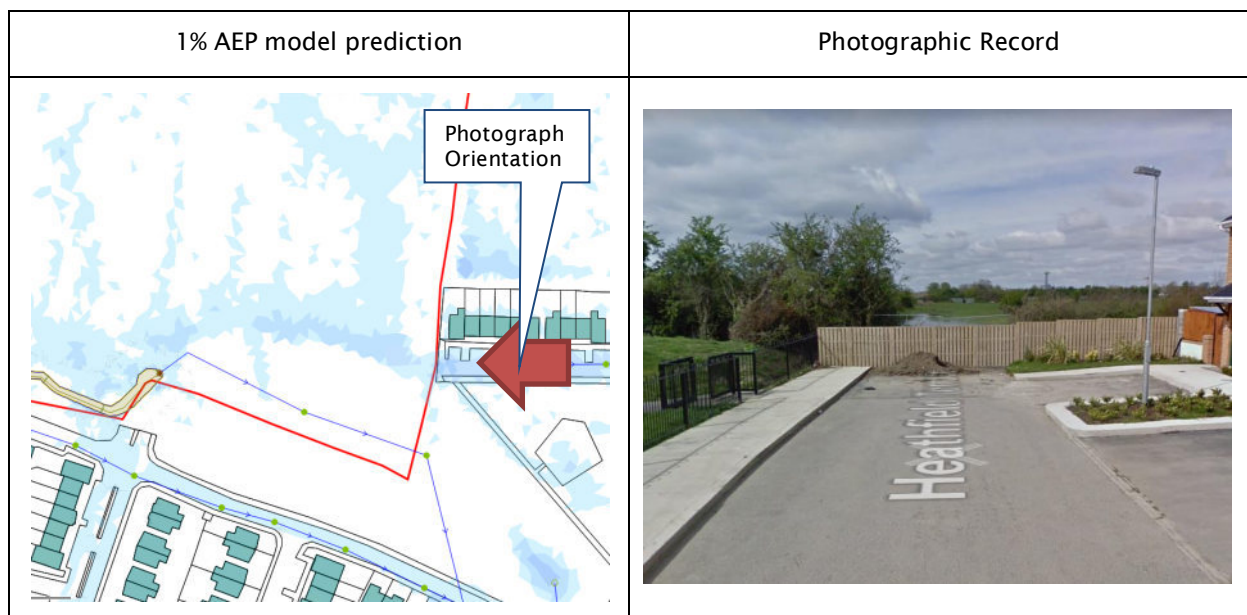 1% AEP model prediction
Photographic Record
Photograph
Orientation
Heathfield